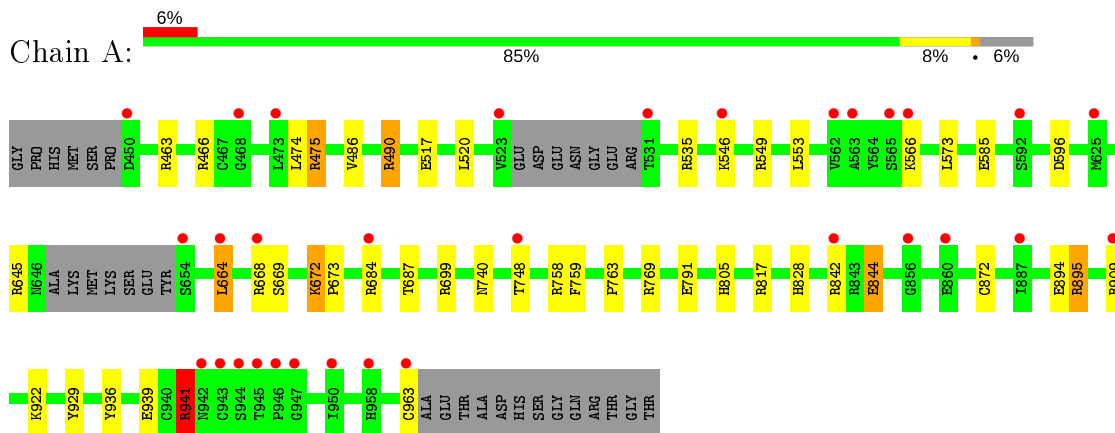 6%
Chain A:
85% 8% • 6%
GLY PRO HIS MET SER PRO D450 R463 R466 C467 G468 L473 L474 R475 V486 R490 E517 L520 V523 GLU ASP GLU ASN GLY GLU ARG T531 R535 K546 R549 L553 V562 A563 Y564 S565 K566 L573 E585 S592 D596 M625
R645 N646 ALA LYS MET LYS SER GLU TYR S654 L664 R668 S669 K672 P673 R684 T687 R699 N740 T748 R758 F759 P763 R769 E791 H805 R817 H828 R842 R843 E844 G856 E860 C872 I887 E894 R895 R909
K922 Y929 Y936 E939 C940 R941 N942 C943 S944 T945 P946 G947 I950 H958 C963 ALA GLU THR ALA ASP HIS SER GLY GLN ARG THR GLY THR